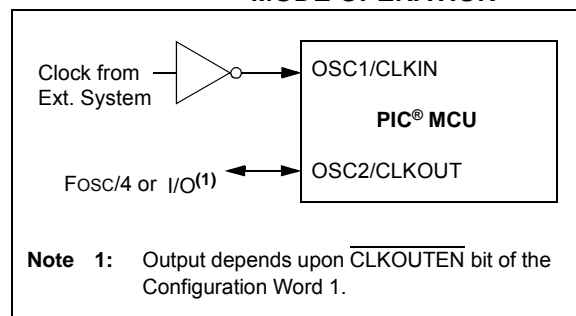 MODE OPERATION
Clock from
Ext. System
OSC1/CLKIN
PIC® MCU
FOSC/4 or I/O(1)
OSC2/CLKOUT
Note 1: Output depends upon CLKOUTEN bit of the
Configuration Word 1.